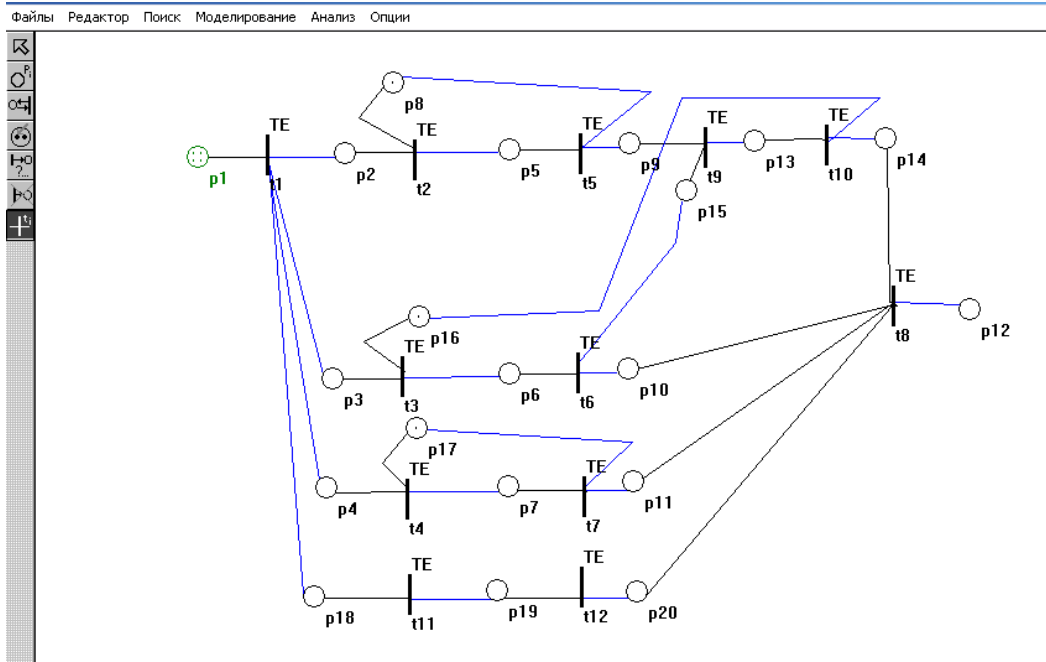 Файлы Редактор Поиск Моделирование Анализ Опции
p8
TE
TE
TE
TE
TE
p1
t1
p2
t2
p5
t5
p9
t9
p13
t10
p14
p15
TE
p16
p12
t8
TE
TE
p3
t3
p6
t6
p10
p17
TE
TE
p4
t4
p7
t7
p11
TE
TE
p18
t11
p19
t12
p20
Pi
?...
ti